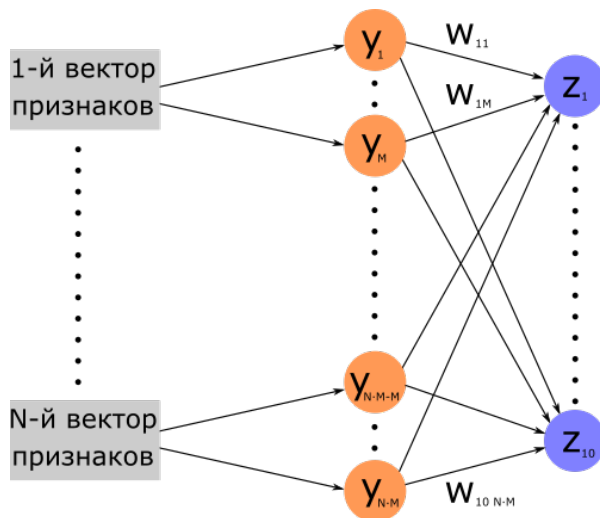 1-й вектор
признаков
N-й вектор
признаков
y1
yM
yN·M-M
yN·M
w11
w1M
w10 N·M
z1
z10